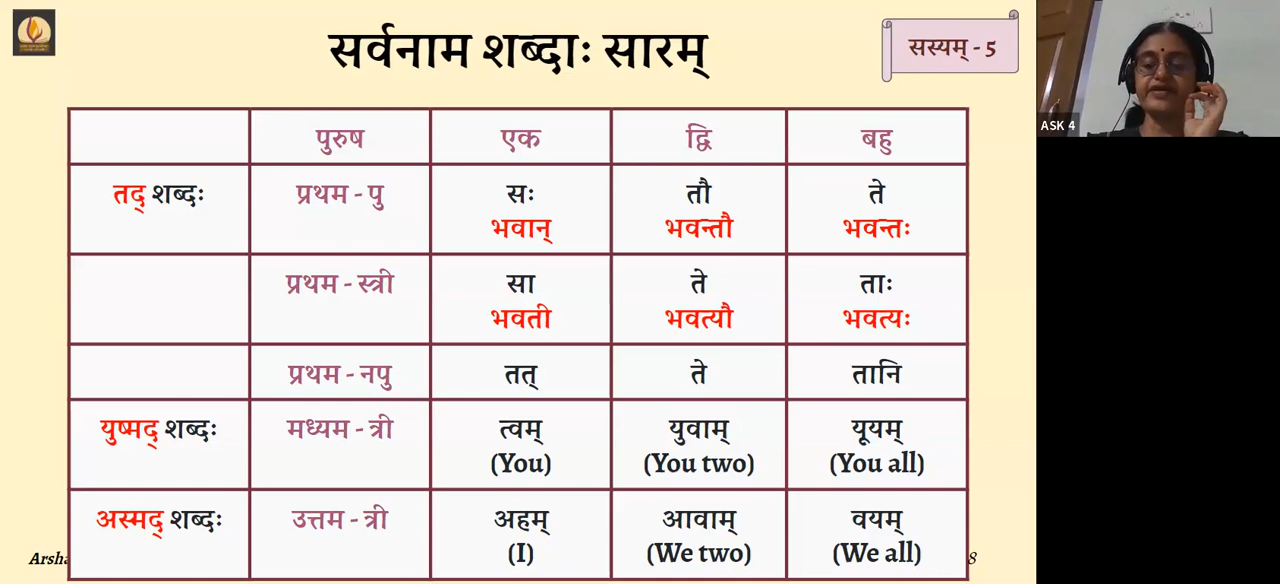 सर्वनाम शब्दाः सारम्
सस्यम् - 5
ASK 4
पुरुष एक द्वि बहु
तद् शब्दः प्रथम - पु सः तौ ते
भवान् भवन्तौ भवन्तः
प्रथम - स्त्री सा ते ताः
भवती भवत्यौ भवत्यः
प्रथम - नपु तत् ते तानि
युष्मद् शब्दः मध्यम - त्री त्वम् युवाम् यूयम्
(You) (You two) (You all)
अस्मद् शब्दः उत्तम - त्री अहम् आवाम् वयम्
(I) (We two) (We all)
Arsha
8